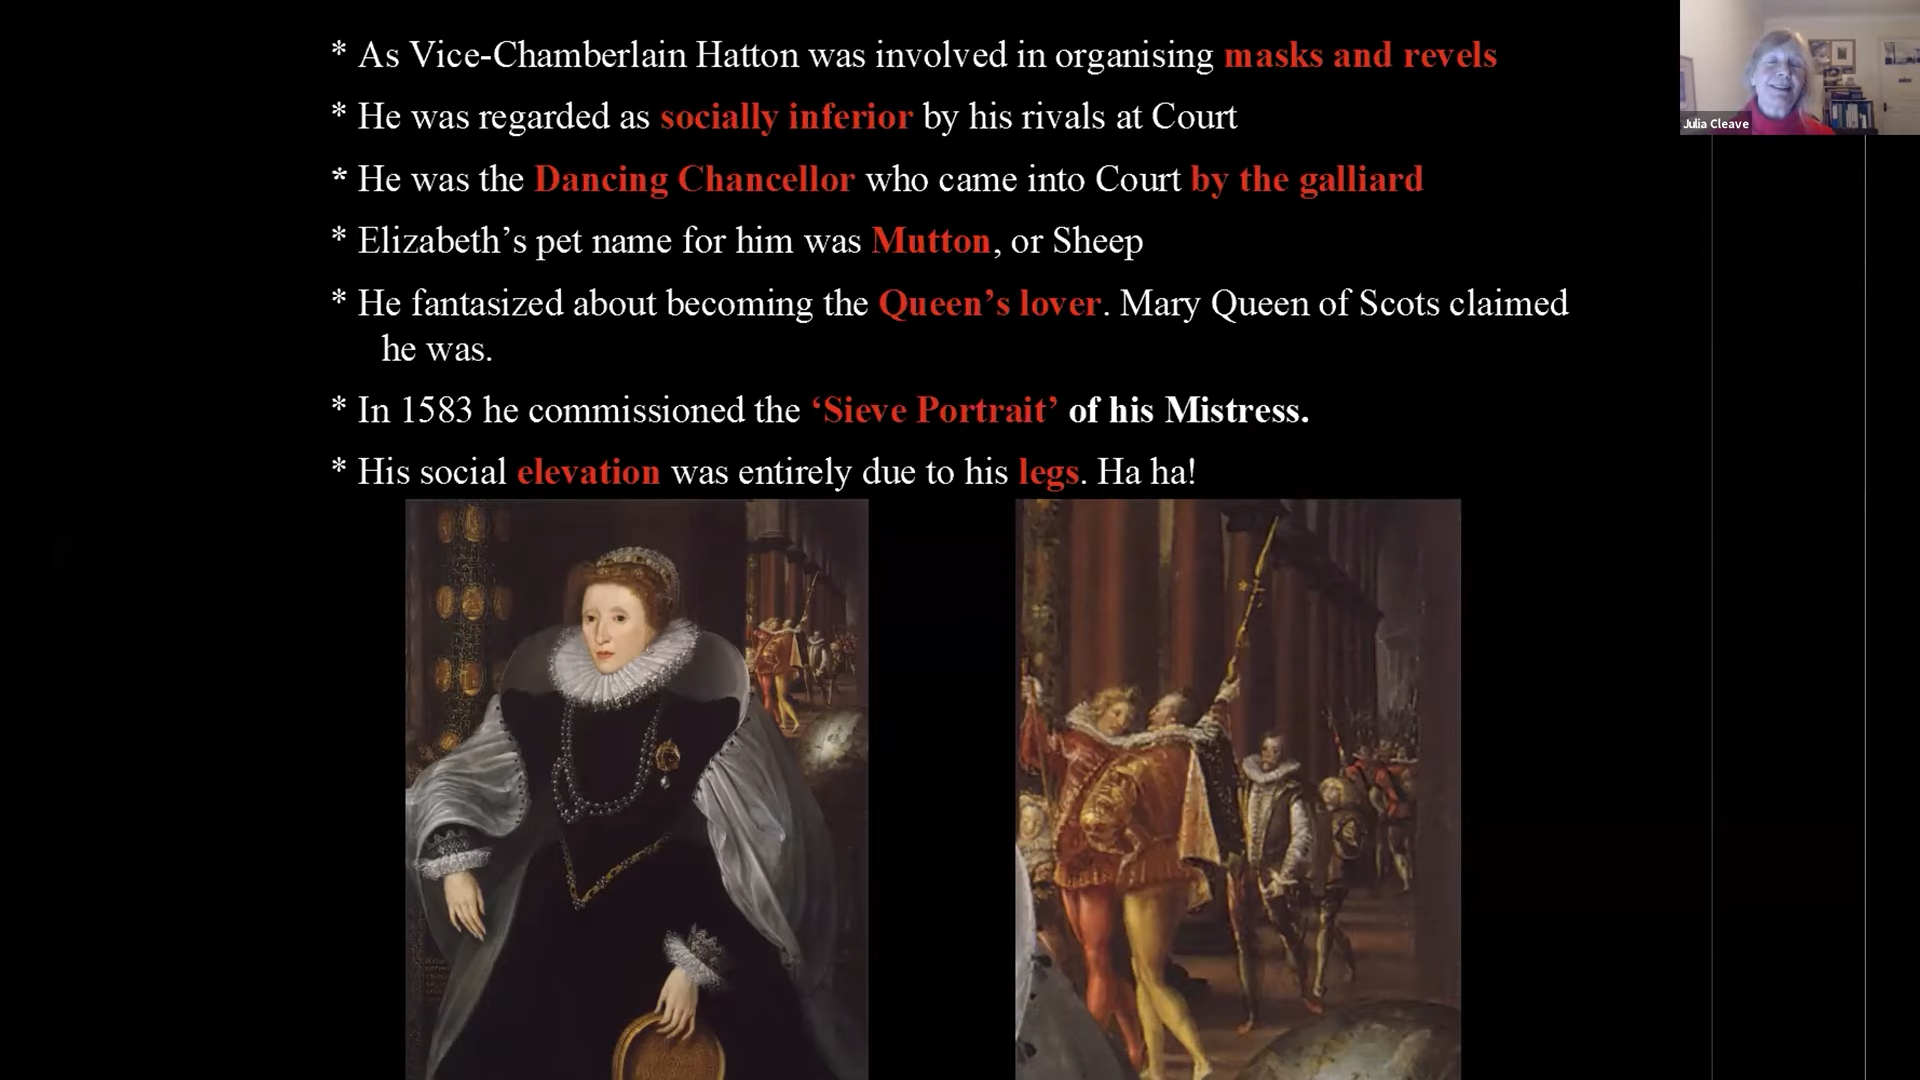 * As Vice-Chamberlain Hatton was involved in organising masks and revels
* He was regarded as socially inferior by his rivals at Court
* He was the Dancing Chancellor who came into Court by the galliard
* Elizabeth’s pet name for him was Mutton, or Sheep
* He fantasized about becoming the Queen’s lover. Mary Queen of Scots claimed
he was.
* In 1583 he commissioned the ‘Sieve Portrait’ of his Mistress.
* His social elevation was entirely due to his legs. Ha ha!
Julia Cleave